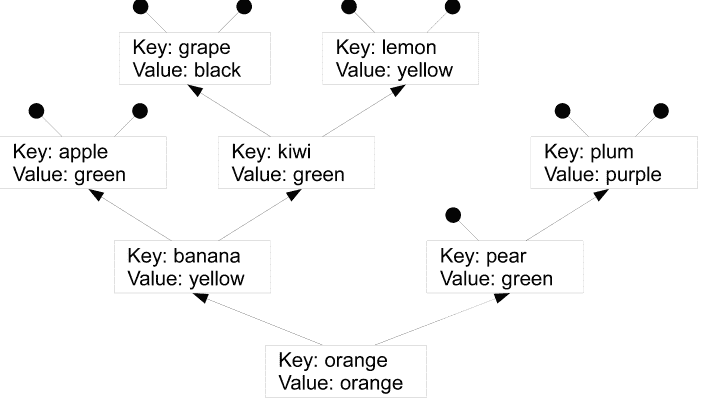 Key: grape
Value: black
Key: lemon
Value: yellow
Key: apple
Value: green
Key: kiwi
Value: green
Key: plum
Value: purple
Key: banana
Value: yellow
Key: pear
Value: green
Key: orange
Value: orange